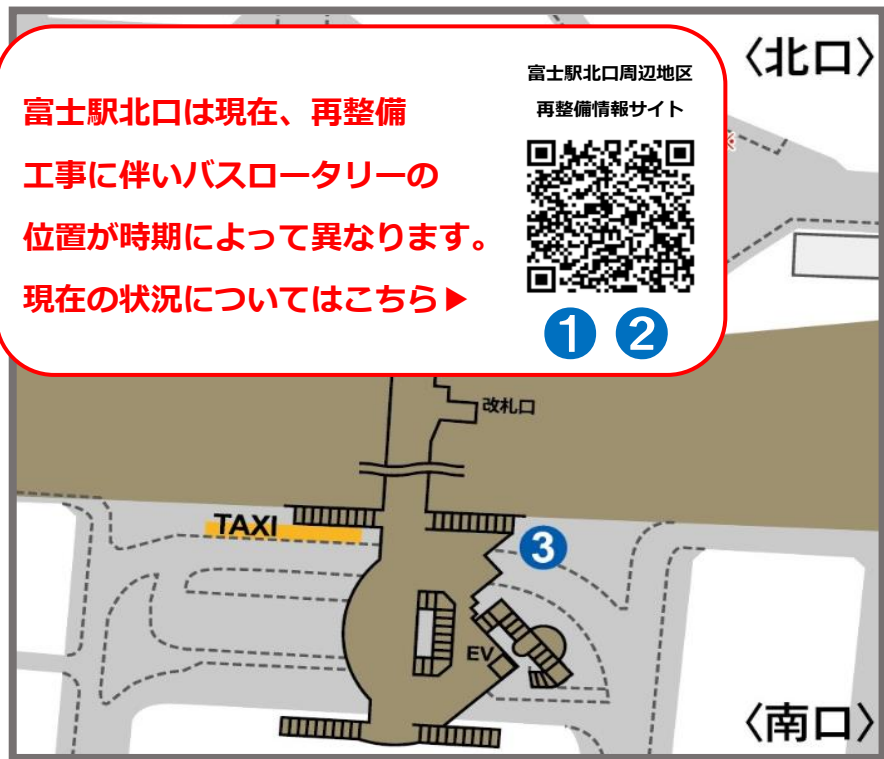 〈北口〉
富士駅北口周辺地区
再整備情報サイト
富士駅北口は現在、再整備
工事に伴いバスロータリーの
位置が時期によって異なります。
現在の状況についてはこちら▶
1 2
改札口
TAXI
3
EV
〈南口〉